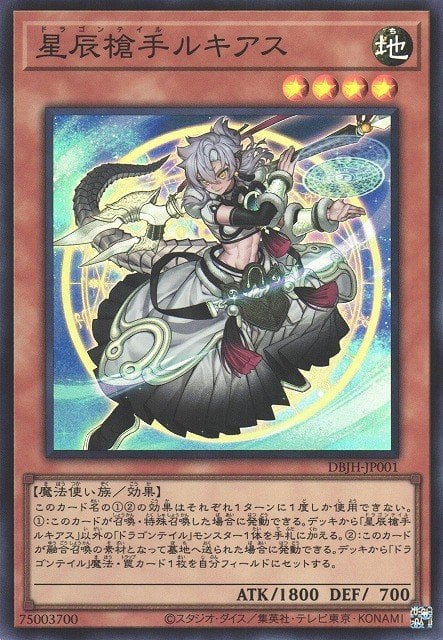 ドラゴンテイル
星辰槍手ルキアス
地
DBJH-JP001
【魔法使い族／効果】
このカード名の①②の効果はそれぞれ1ターンに1度しか使用できない。
①:このカードが召喚・特殊召喚した場合に発動できる。デッキから「星辰槍手
ルキアス」以外の「ドラゴンテイル」モンスター1体を手札に加える。②:このカード
が融合召喚の素材となって墓地へ送られた場合に発動できる。デッキから「ドラ
ゴンテイル」魔法・罠カード1枚を自分フィールドにセットする。
ATK/1800 DEF/ 700
75003700
©スタジオ・ダイス／集英社・テレビ東京・KONAMI